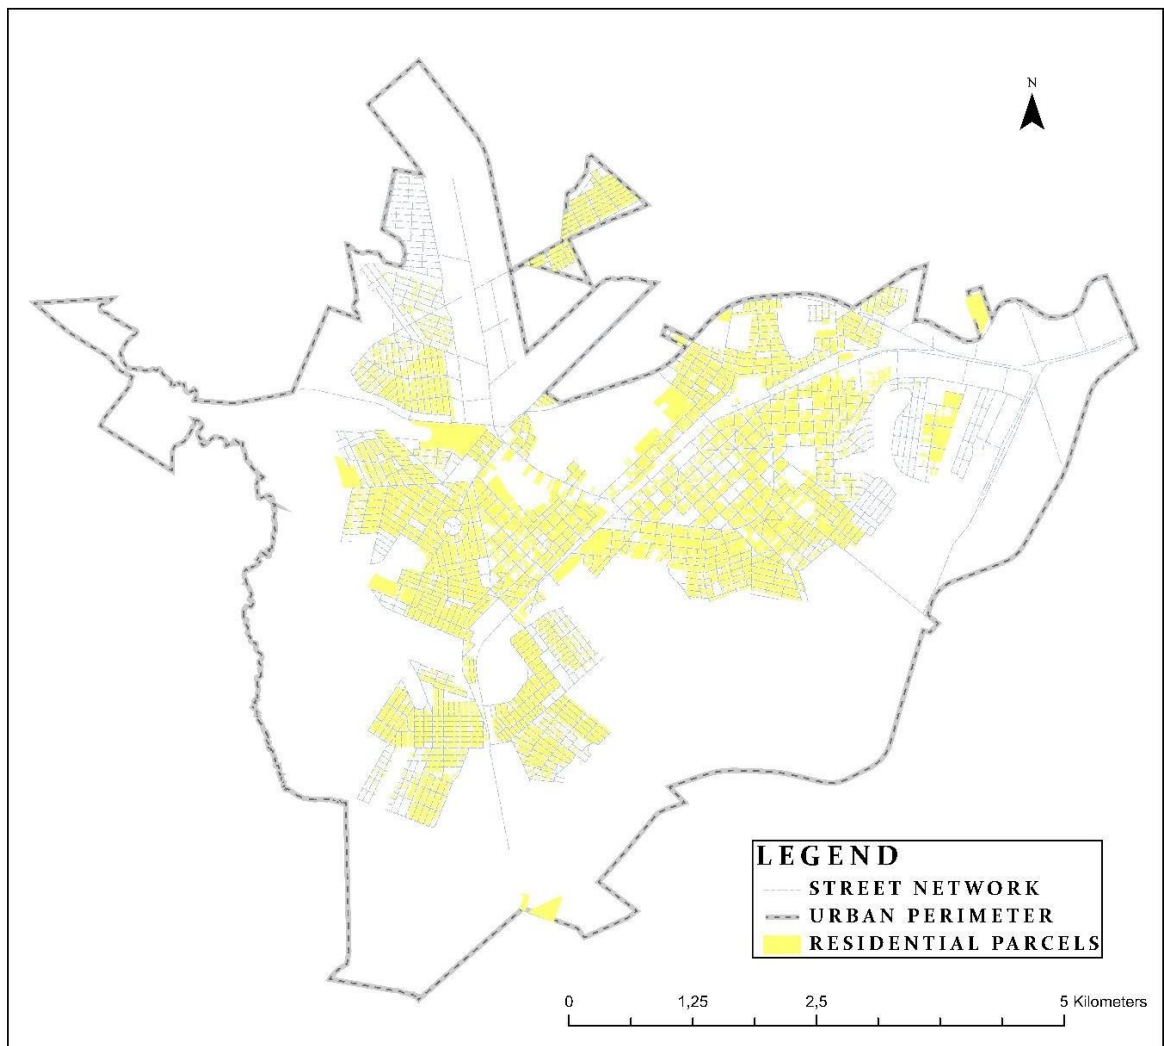 N
LEGEND
STREET NETWORK
URBAN PERIMETER
RESIDENTIAL PARCELS
0 1,25 2,5 5 Kilometers